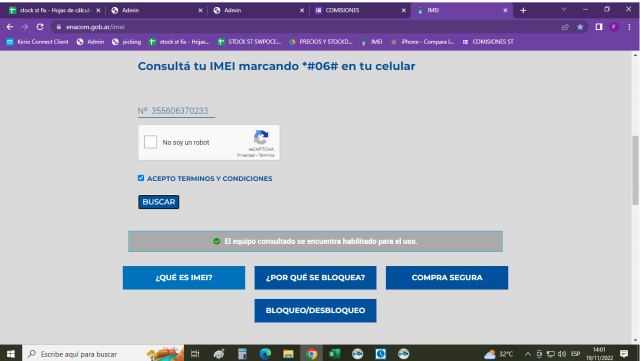 stock st fix - Hojas de cálcul
Admin
Admin
COMISIONES
IMEI
enacom.gob.ar/imei
Kerio Connect Client
Admin
picking
stock st fix - Hojas...
STOCK ST SWPOCE...
PRECIOS Y STOCKD...
IMEI
iPhone - Compara l...
COMISIONES ST
Consultá tu IMEI marcando *#06# en tu celular
Nº 355606370233
No soy un robot
reCAPTCHA
Privacidad - Términos
ACEPTO TERMINOS Y CONDICIONES
BUSCAR
El equipo consultado se encuentra habilitado para el uso.
¿QUÉ ES IMEI?
¿POR QUÉ SE BLOQUEA?
COMPRA SEGURA
BLOQUEO/DESBLOQUEO
Escribe aquí para buscar
32°C
ESP
14:01
19/11/2022